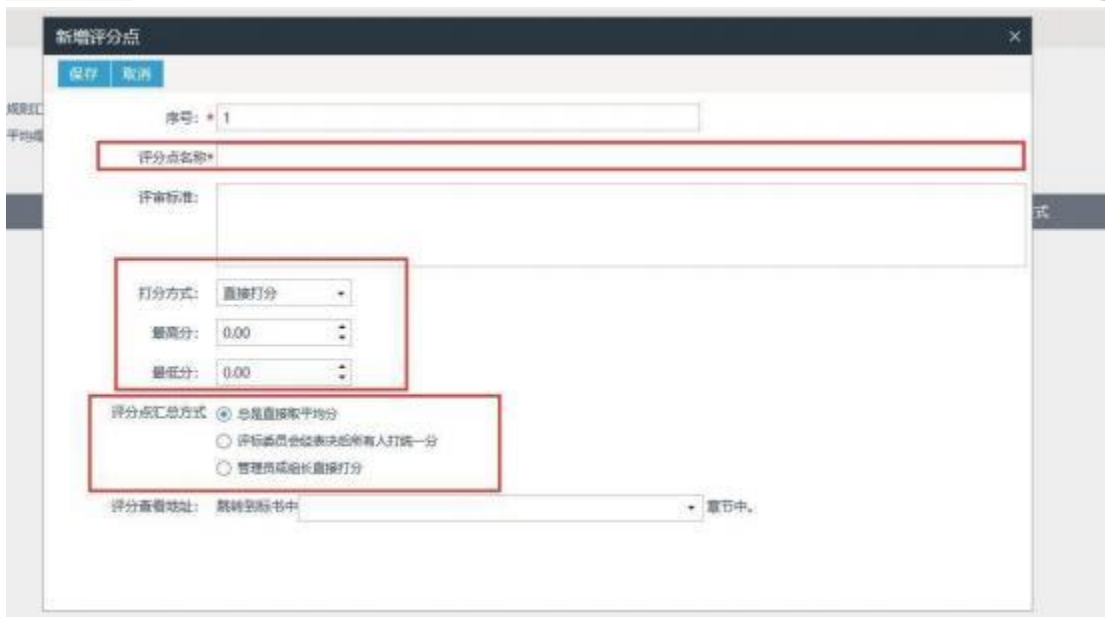 新增评分点 ×
保存 取消
序号: * 1
评分点名称*
评审标准:
式
打分方式: 直接打分
最高分: 0.00
最低分: 0.00
评分点汇总方式 总是直接取平均分
评标委员会经表决后所有人打统一分
管理员或组长直接打分
评分查看地址: 跳转到标书中 章节中。